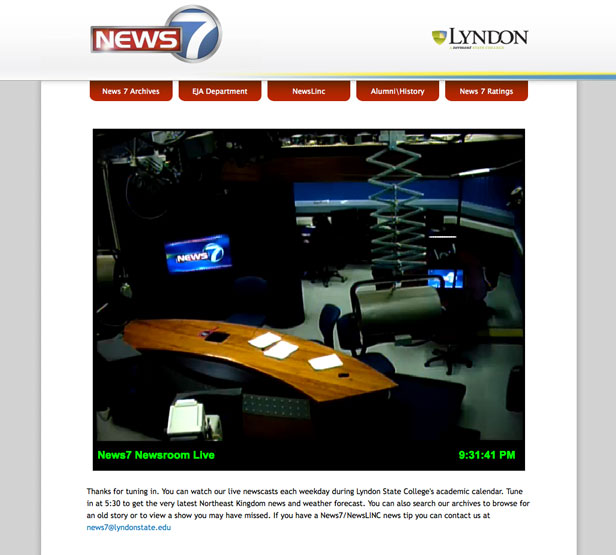 NEWS 7
LYNDON
News 7 Archives
EJA Department
NewsLinc
Alumni\History
News 7 Ratings
NEWS 7
News7 Newsroom Live
9:31:41 PM
Thanks for tuning in. You can watch our live newscasts each weekday during Lyndon State College's academic calendar. Tune
in at 5:30 to get the very latest Northeast Kingdom news and weather forecast. You can also search our archives to browse for
an old story or to view a show you may have missed. If you have a News7/NewsLINC news tip you can contact us at
news7@lyndonstate.edu